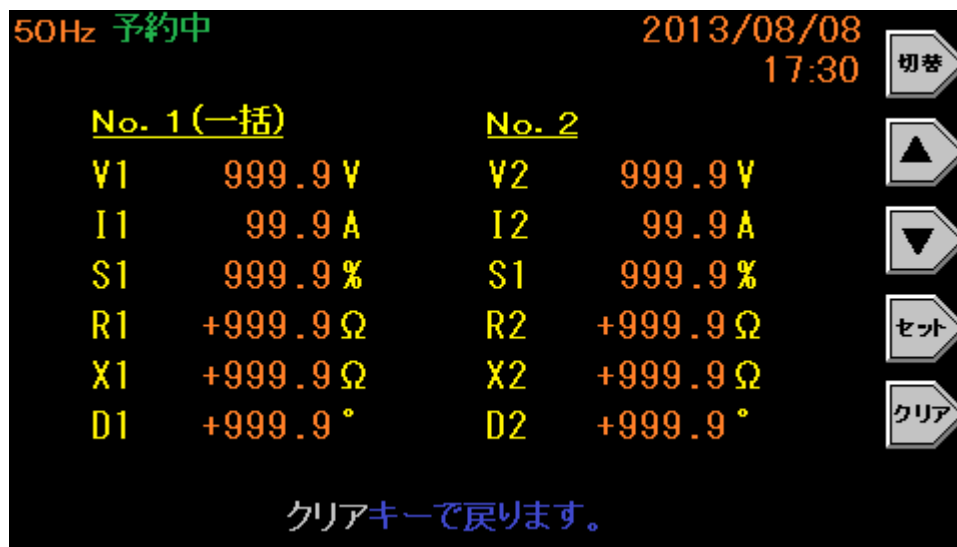 50Hz 予約中 2013/08/08
17:30
切替
No. 1(一括) No. 2
V1 999.9 V V2 999.9 V
I1 99.9 A I2 99.9 A
S1 999.9 % S1 999.9 %
R1 +999.9 Ω R2 +999.9 Ω
X1 +999.9 Ω X2 +999.9 Ω
D1 +999.9 ° D2 +999.9 °
▲
▼
セット
クリア
クリアキーで戻ります。